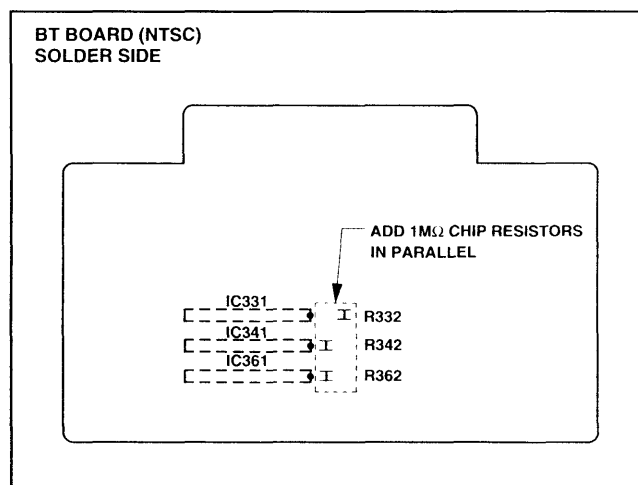 BT BOARD (NTSC)
SOLDER SIDE
ADD 1MΩ CHIP RESISTORS
IN PARALLEL
IC331
R332
IC341
R342
IC361
R362